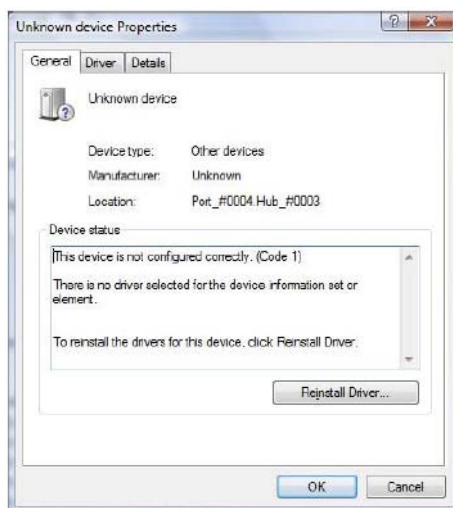 Unknown device Properties
General Driver Details
Unknown device
Device type: Other devices
Manufacturer: Unknown
Location: Port_#0004.Hub_#0003
Device status
This device is not configured correctly. (Code 1)
There is no driver selected for the device information set or
element.
To reinstall the drivers for this device, click Reinstall Driver.
Reinstall Driver...
OK Cancel